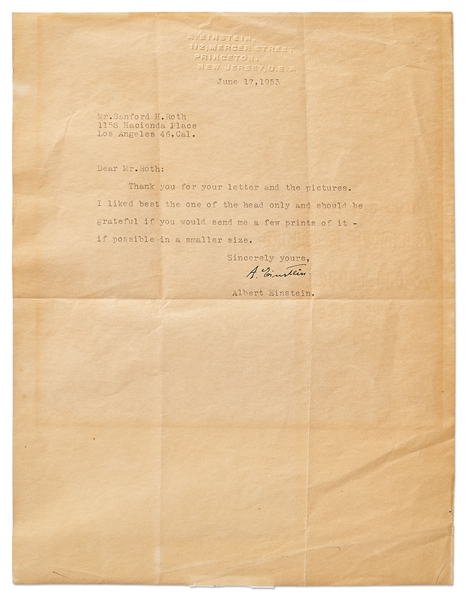 A. EINSTEIN,
112, MERCER STREET
PRINCETON,
NEW JERSEY, U.S.A.
June 17, 1953
Mr. Sanford H. Roth
1158 Hacienda Place
Los Angeles 46, Cal.
Dear Mr. Roth:
Thank you for your letter and the pictures.
I liked best the one of the head only and should be
grateful if you would send me a few prints of it -
if possible in a smaller size.
Sincerely yours,
A. Einstein.
Albert Einstein.